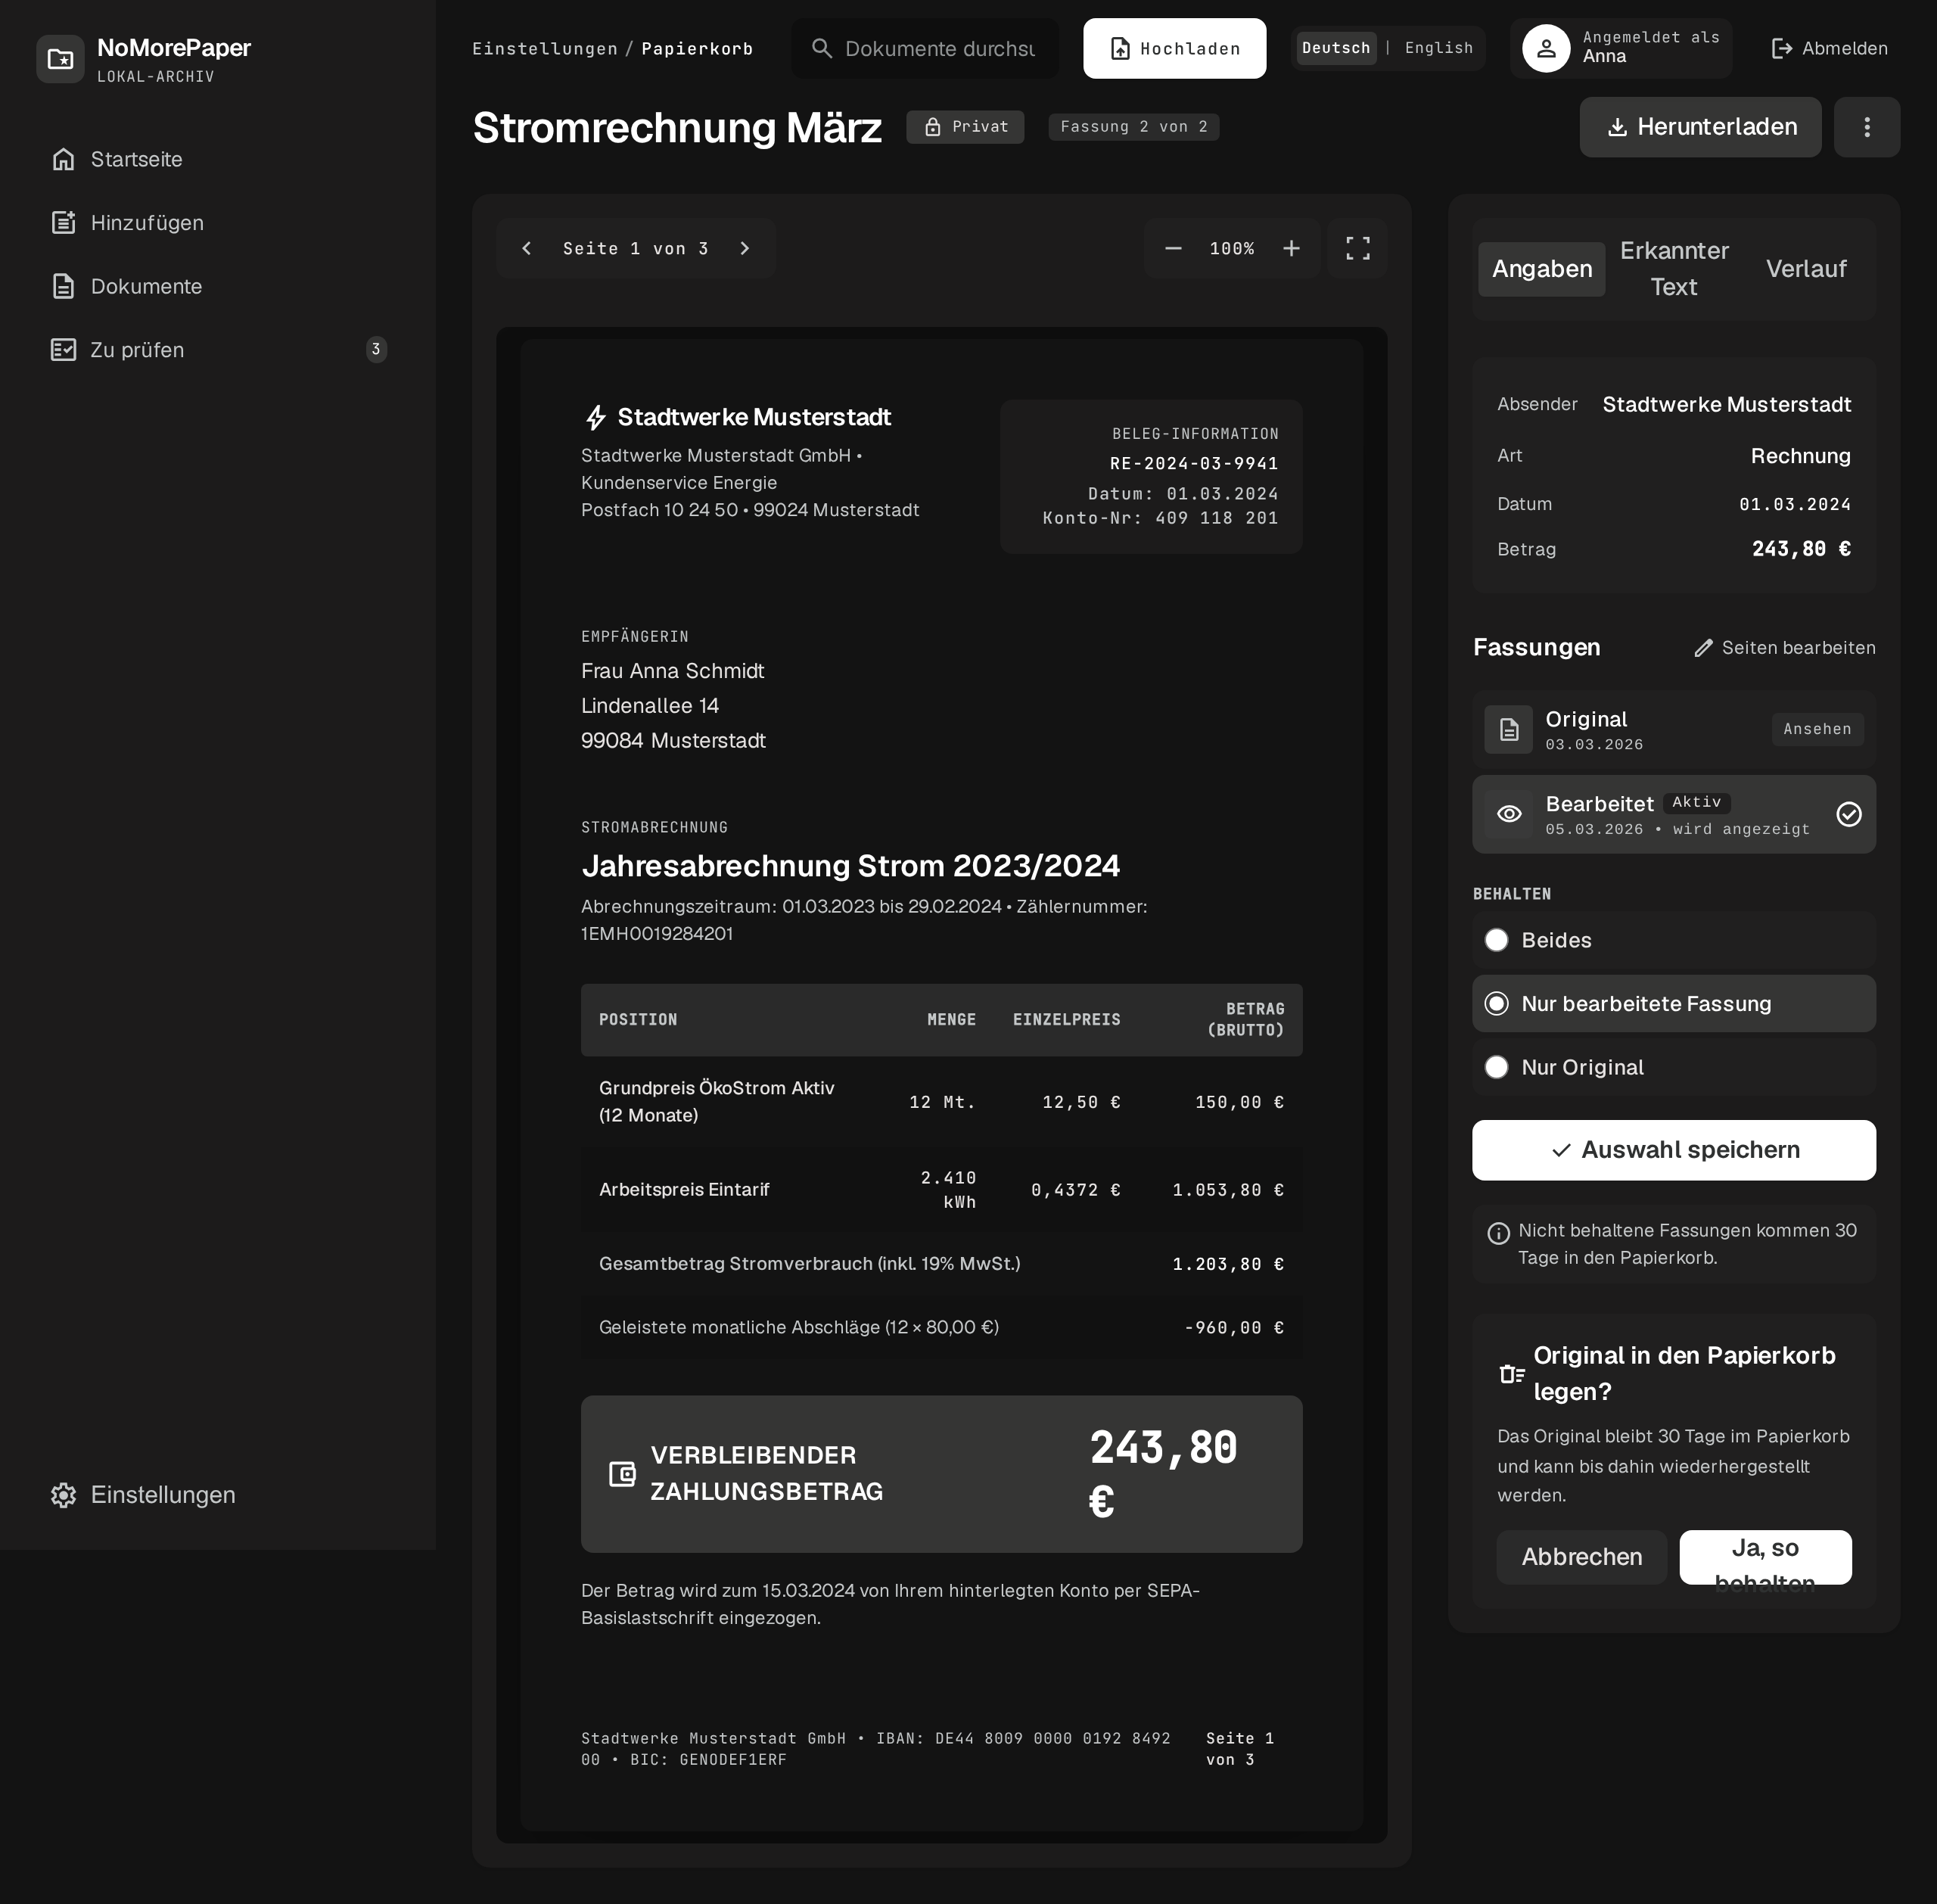 NoMorePaper
LOKAL-ARCHIV
Startseite
Hinzufügen
Dokumente
Zu prüfen 3
Einstellungen
Einstellungen / Papierkorb
Dokumente durchsu
Hochladen
Deutsch | English
Angemeldet als
Anna
Abmelden
Stromrechnung März
Privat
Fassung 2 von 2
Herunterladen
Seite 1 von 3
100%
Stadtwerke Musterstadt
Stadtwerke Musterstadt GmbH •
Kundenservice Energie
Postfach 10 24 50 • 99024 Musterstadt
BELEG-INFORMATION
RE-2024-03-9941
Datum: 01.03.2024
Konto-Nr: 409 118 201
EMPFÄNGERIN
Frau Anna Schmidt
Lindenallee 14
99084 Musterstadt
STROMABRECHNUNG
Jahresabrechnung Strom 2023/2024
Abrechnungszeitraum: 01.03.2023 bis 29.02.2024 • Zählernummer:
1EMH0019284201
POSITION MENGE EINZELPREIS BETRAG
(BRUTTO)
Grundpreis ÖkoStrom Aktiv
(12 Monate) 12 Mt. 12,50 € 150,00 €
Arbeitspreis Eintarif 2.410
kWh 0,4372 € 1.053,80 €
Gesamtbetrag Stromverbrauch (inkl. 19% MwSt.) 1.203,80 €
Geleistete monatliche Abschläge (12 × 80,00 €) -960,00 €
VERBLEIBENDER
ZAHLUNGSBETRAG
243,80
€
Der Betrag wird zum 15.03.2024 von Ihrem hinterlegten Konto per SEPA-
Basislastschrift eingezogen.
Stadtwerke Musterstadt GmbH • IBAN: DE44 8009 0000 0192 8492
00 • BIC: GENODEF1ERF
Seite 1
von 3
Angaben
Erkannter
Text
Verlauf
Absender Stadtwerke Musterstadt
Art Rechnung
Datum 01.03.2024
Betrag 243,80 €
Fassungen
Seiten bearbeiten
Original
03.03.2026
Ansehen
Bearbeitet Aktiv
05.03.2026 • wird angezeigt
BEHALTEN
Beides
Nur bearbeitete Fassung
Nur Original
Auswahl speichern
Nicht behaltene Fassungen kommen 30
Tage in den Papierkorb.
Original in den Papierkorb
legen?
Das Original bleibt 30 Tage im Papierkorb
und kann bis dahin wiederhergestellt
werden.
Abbrechen
Ja, so
behalten